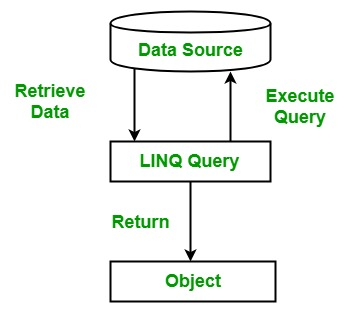 Data Source
Retrieve
Data
Execute
Query
LINQ Query
Return
Object